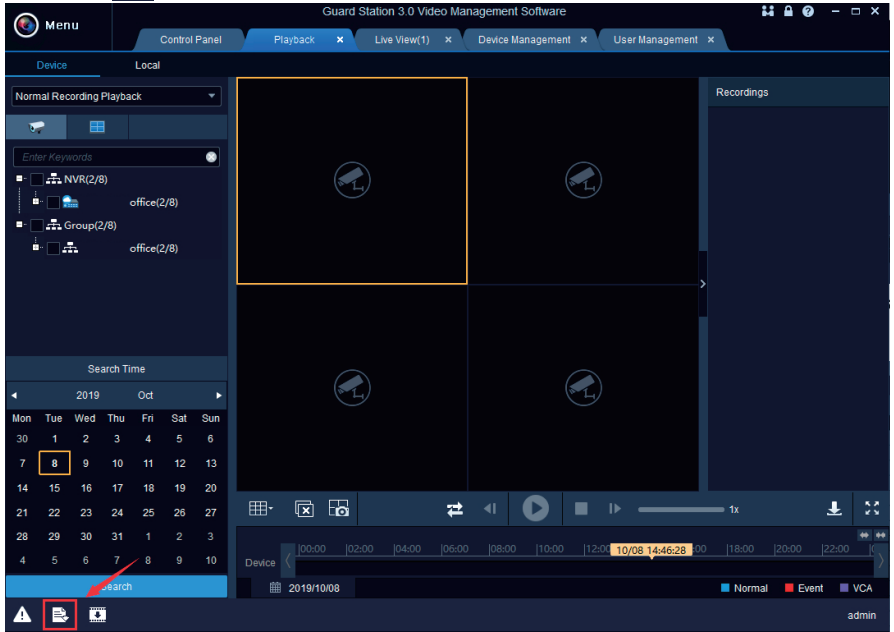 Guard Station 3.0 Video Management Software
Menu
Control Panel
Playback
Live View(1)
Device Management
User Management
Device
Local
Normal Recording Playback
Enter Keywords
NVR(2/8)
office(2/8)
Group(2/8)
office(2/8)
Recordings
Search Time
2019 Oct
Mon Tue Wed Thu Fri Sat Sun
30 1 2 3 4 5 6
7 8 9 10 11 12 13
14 15 16 17 18 19 20
21 22 23 24 25 26 27
28 29 30 31 1 2 3
4 5 6 7 8 9 10
Search
1x
00:00 02:00 04:00 06:00 08:00 10:00 12:00 10/08 14:46:28 :00 18:00 20:00 22:00
Device
2019/10/08
Normal Event VCA
admin